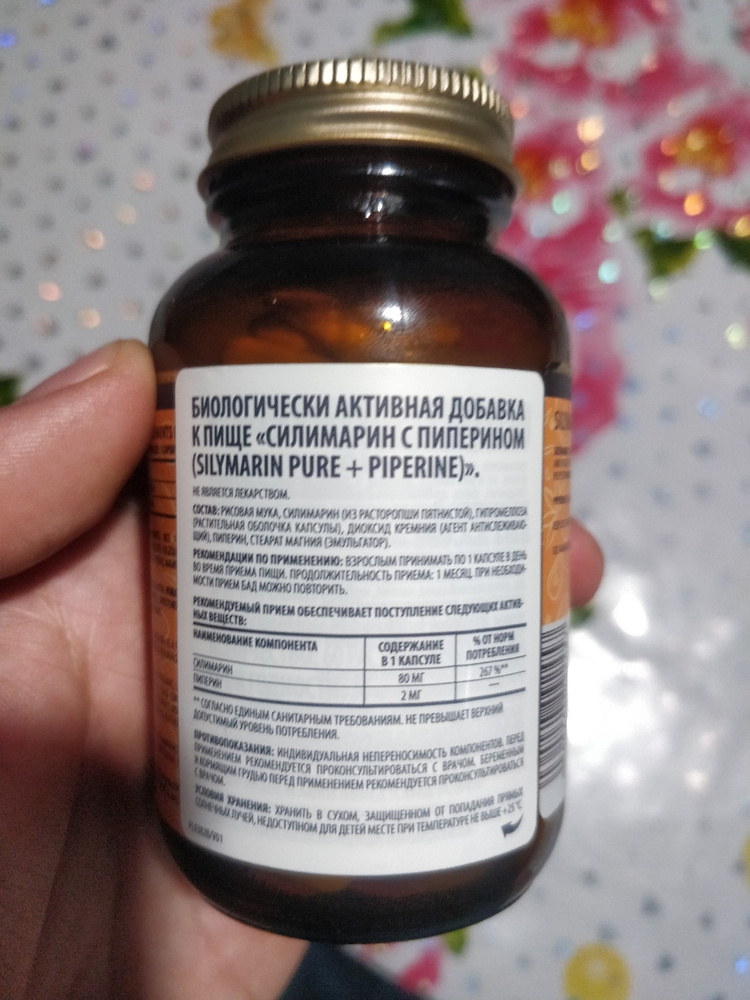 БИОЛОГИЧЕСКИ АКТИВНАЯ ДОБАВКА
К ПИЩЕ «СИЛИМАРИН С ПИПЕРИНОМ
(SILYMARIN PURE + PIPERINE)».
НЕ ЯВЛЯЕТСЯ ЛЕКАРСТВОМ.
СОСТАВ: РИСОВАЯ МУКА, СИЛИМАРИН (ИЗ РАСТОРОПШИ ПЯТНИСТОЙ), ГИПРОМЕЛЛОЗА
(РАСТИТЕЛЬНАЯ ОБОЛОЧКА КАПСУЛЫ), ДИОКСИД КРЕМНИЯ (АГЕНТ АНТИСЛЕЖИВАЮ-
ЩИЙ), ПИПЕРИН, СТЕАРАТ МАГНИЯ (ЭМУЛЬГАТОР).
РЕКОМЕНДАЦИИ ПО ПРИМЕНЕНИЮ: ВЗРОСЛЫМ ПРИНИМАТЬ ПО 1 КАПСУЛЕ В ДЕНЬ
ВО ВРЕМЯ ПРИЕМА ПИЩИ. ПРОДОЛЖИТЕЛЬНОСТЬ ПРИЕМА: 1 МЕСЯЦ. ПРИ НЕОБХОДИ-
МОСТИ ПРИЕМ БАД МОЖНО ПОВТОРИТЬ.
РЕКОМЕНДУЕМЫЙ ПРИЕМ ОБЕСПЕЧИВАЕТ ПОСТУПЛЕНИЕ СЛЕДУЮЩИХ АКТИВ-
НЫХ ВЕЩЕСТВ:
НАИМЕНОВАНИЕ КОМПОНЕНТА СОДЕРЖАНИЕ В 1 КАПСУЛЕ % ОТ НОРМ ПОТРЕБЛЕНИЯ
СИЛИМАРИН 80 МГ 267 %**
ПИПЕРИН 2 МГ —
** СОГЛАСНО ЕДИНЫМ САНИТАРНЫМ ТРЕБОВАНИЯМ. НЕ ПРЕВЫШАЕТ ВЕРХНИЙ
ДОПУСТИМЫЙ УРОВЕНЬ ПОТРЕБЛЕНИЯ.
ПРОТИВОПОКАЗАНИЯ: ИНДИВИДУАЛЬНАЯ НЕПЕРЕНОСИМОСТЬ КОМПОНЕНТОВ. ПЕРЕД
ПРИМЕНЕНИЕМ РЕКОМЕНДУЕТСЯ ПРОКОНСУЛЬТИРОВАТЬСЯ С ВРАЧОМ. БЕРЕМЕННЫМ
И КОРМЯЩИМ ГРУДЬЮ ПЕРЕД ПРИМЕНЕНИЕМ РЕКОМЕНДУЕТСЯ ПРОКОНСУЛЬТИРОВАТЬСЯ
С ВРАЧОМ.
УСЛОВИЯ ХРАНЕНИЯ: ХРАНИТЬ В СУХОМ, ЗАЩИЩЕННОМ ОТ ПОПАДАНИЯ ПРЯМЫХ
СОЛНЕЧНЫХ ЛУЧЕЙ, НЕДОСТУПНОМ ДЛЯ ДЕТЕЙ МЕСТЕ ПРИ ТЕМПЕРАТУРЕ НЕ ВЫШЕ +25 °C